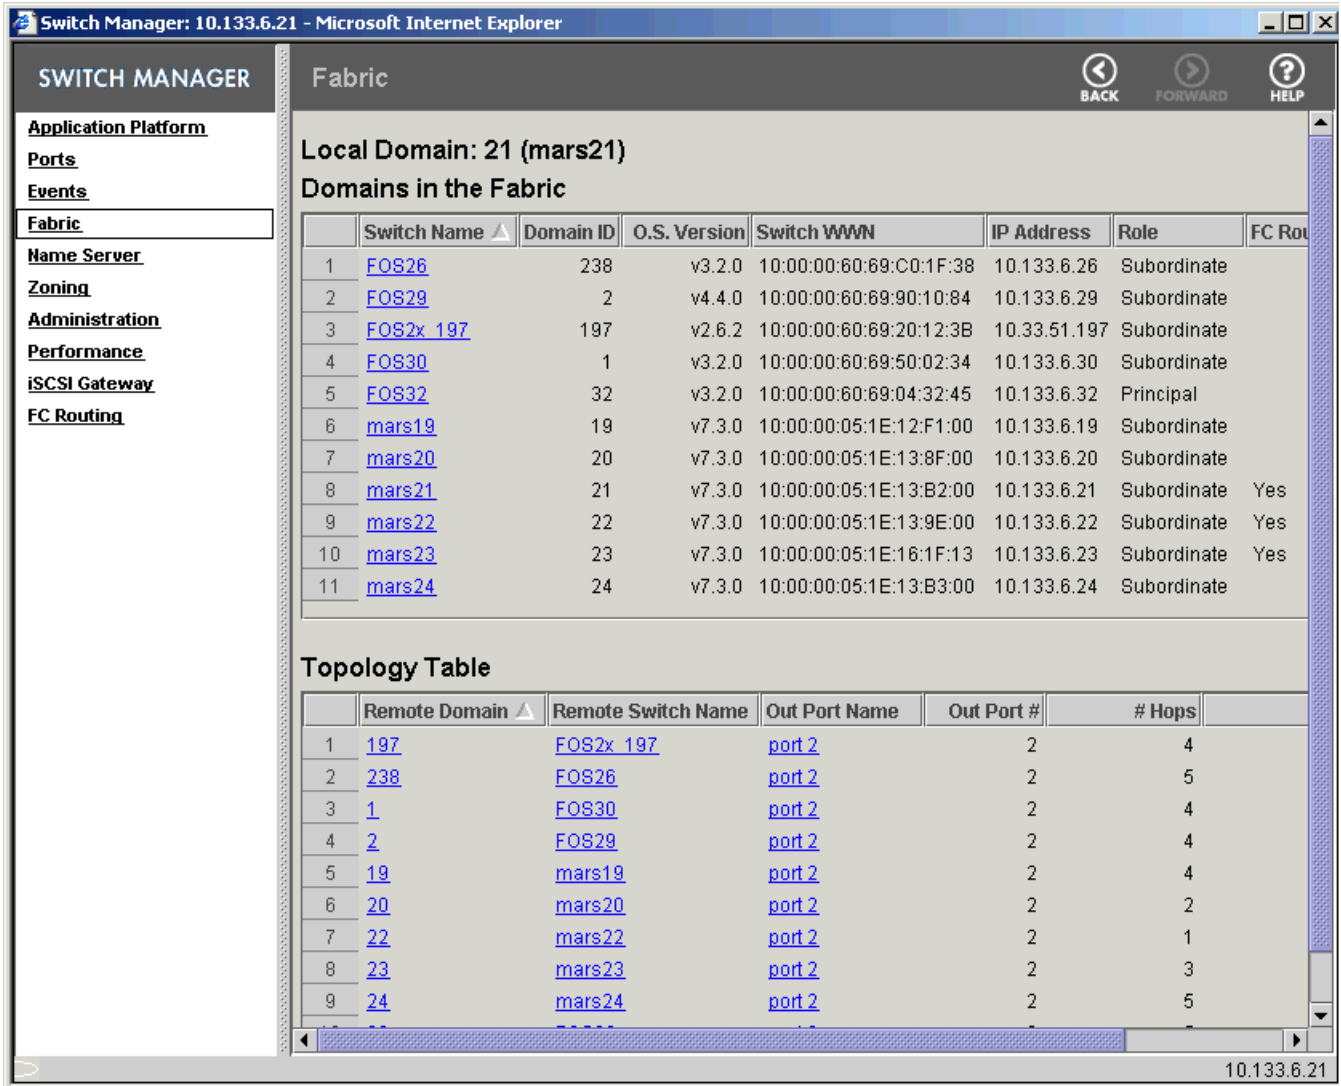 Switch Manager: 10.133.6.21 - Microsoft Internet Explorer
SWITCH MANAGER
Fabric
BACK
FORWARD
HELP
Application Platform
Ports
Events
Fabric
Name Server
Zoning
Administration
Performance
iSCSI Gateway
FC Routing
Local Domain: 21 (mars21)
Domains in the Fabric
Switch Name Domain ID O.S. Version Switch WWN IP Address Role FC Rou
1 FOS26 238 v3.2.0 10:00:00:60:69:C0:1F:38 10.133.6.26 Subordinate
2 FOS29 2 v4.4.0 10:00:00:60:69:90:10:84 10.133.6.29 Subordinate
3 FOS2x_197 197 v2.6.2 10:00:00:60:69:20:12:3B 10.33.51.197 Subordinate
4 FOS30 1 v3.2.0 10:00:00:60:69:50:02:34 10.133.6.30 Subordinate
5 FOS32 32 v3.2.0 10:00:00:60:69:04:32:45 10.133.6.32 Principal
6 mars19 19 v7.3.0 10:00:00:05:1E:12:F1:00 10.133.6.19 Subordinate
7 mars20 20 v7.3.0 10:00:00:05:1E:13:8F:00 10.133.6.20 Subordinate
8 mars21 21 v7.3.0 10:00:00:05:1E:13:B2:00 10.133.6.21 Subordinate Yes
9 mars22 22 v7.3.0 10:00:00:05:1E:13:9E:00 10.133.6.22 Subordinate Yes
10 mars23 23 v7.3.0 10:00:00:05:1E:16:1F:13 10.133.6.23 Subordinate Yes
11 mars24 24 v7.3.0 10:00:00:05:1E:13:B3:00 10.133.6.24 Subordinate
Topology Table
Remote Domain Remote Switch Name Out Port Name Out Port # # Hops
1 197 FOS2x_197 port 2 2 4
2 238 FOS26 port 2 2 5
3 1 FOS30 port 2 2 4
4 2 FOS29 port 2 2 4
5 19 mars19 port 2 2 4
6 20 mars20 port 2 2 2
7 22 mars22 port 2 2 1
8 23 mars23 port 2 2 3
9 24 mars24 port 2 2 5
10.133.6.21